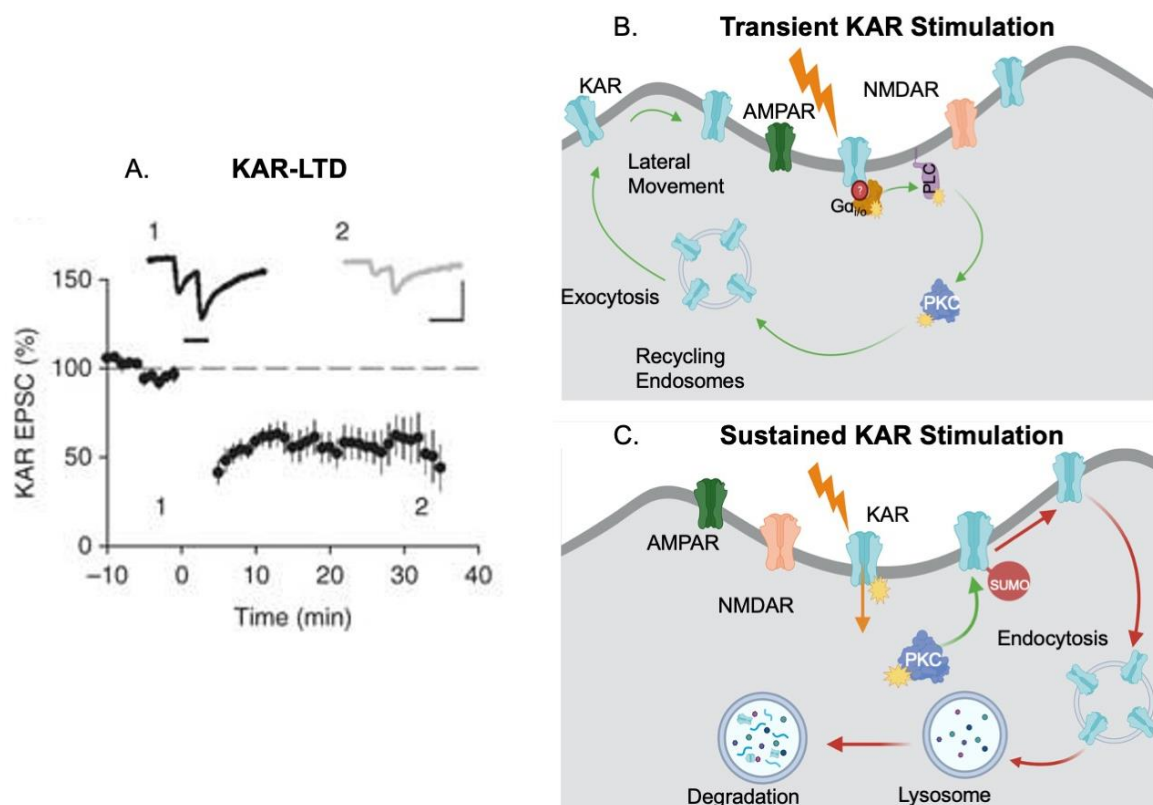 A. KAR-LTD
1
2
150
100
50
0
KAR EPSC (%)
1
2
−10 0 10 20 30 40
Time (min)
B. Transient KAR Stimulation
KAR
AMPAR
NMDAR
Lateral
Movement
?
Gαi/o
PLC
Exocytosis
PKC
Recycling
Endosomes
C. Sustained KAR Stimulation
KAR
AMPAR
NMDAR
SUMO
PKC
Endocytosis
Degradation
Lysosome